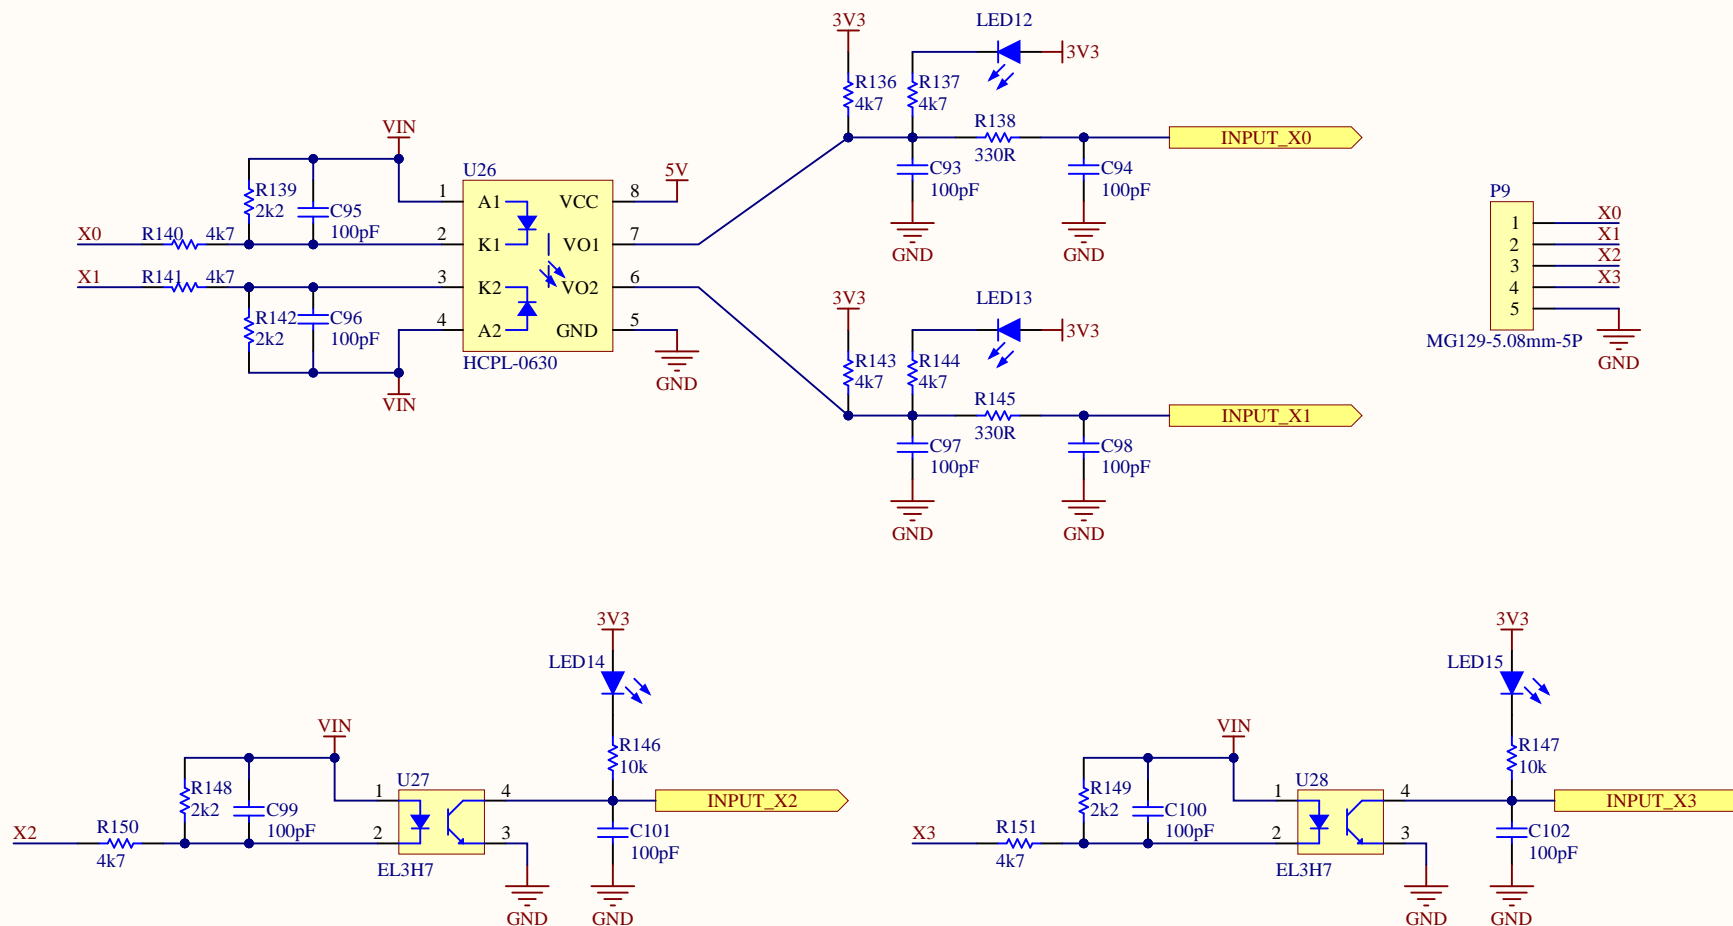 3V3
LED12
3V3
R136
4k7
R137
4k7
R138
330R
INPUT_X0
C93
100pF
C94
100pF
GND
GND
VIN
R139
2k2
C95
100pF
X0
R140
4k7
X1
R141
4k7
R142
2k2
C96
100pF
VIN
U26
1
A1
VCC
8
5V
2
K1
VO1
7
3
K2
VO2
6
4
A2
GND
5
HCPL-0630
GND
3V3
LED13
3V3
R143
4k7
R144
4k7
R145
330R
INPUT_X1
C97
100pF
C98
100pF
GND
GND
P9
1
X0
2
X1
3
X2
4
X3
5
MG129-5.08mm-5P
GND
3V3
LED14
VIN
R146
10k
R148
2k2
C99
100pF
U27
1
4
INPUT_X2
X2
R150
4k7
2
3
EL3H7
C101
100pF
GND
GND
3V3
LED15
VIN
R147
10k
R149
2k2
C100
100pF
U28
1
4
INPUT_X3
X3
R151
4k7
2
3
EL3H7
C102
100pF
GND
GND